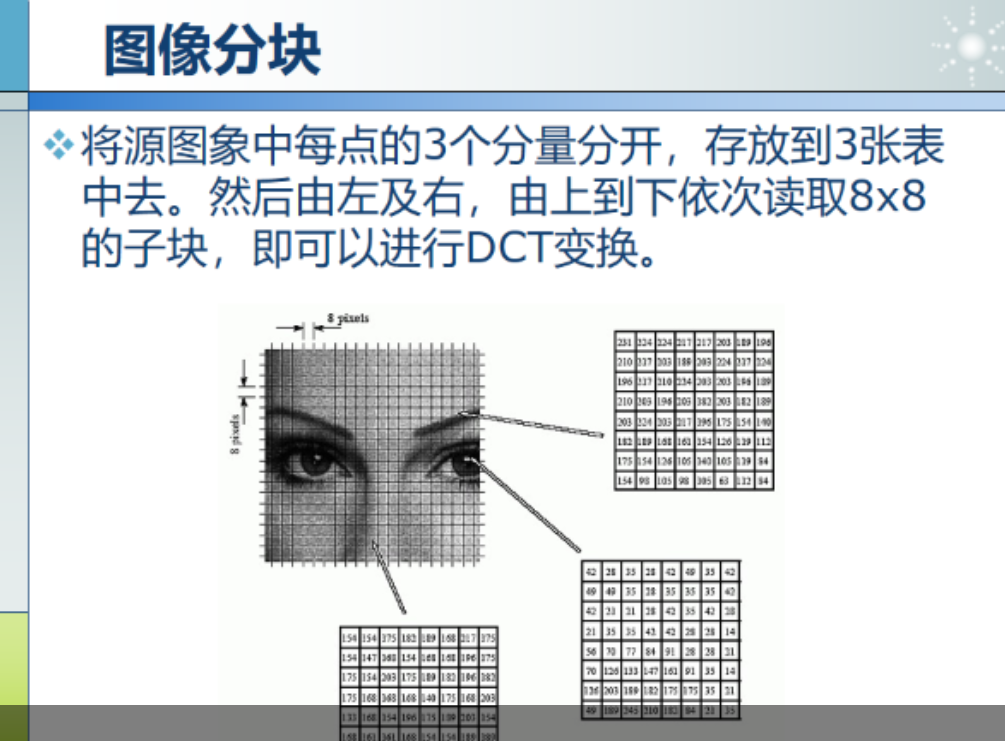 图像分块
将源图象中每点的3个分量分开，存放到3张表
中去。然后由左及右，由上到下依次读取8x8
的子块，即可以进行DCT变换。
8 pixels
8 pixels
231 224 224 217 217 203 189 196
210 217 203 189 203 224 217 224
196 217 210 224 203 203 196 189
210 203 196 203 182 203 182 189
203 224 203 217 196 175 154 140
182 189 168 161 154 126 119 112
175 154 126 105 140 105 119 84
154 98 105 98 105 63 112 84
42 28 35 28 42 49 35 42
49 49 35 28 35 35 35 42
42 21 21 28 42 35 42 28
21 35 35 42 42 28 28 14
56 70 77 84 91 28 28 21
70 126 133 147 161 91 35 14
126 203 189 182 175 175 35 21
49 189 245 210 182 84 21 35
154 154 175 182 189 168 217 175
154 147 168 154 168 168 196 175
175 154 203 175 189 182 196 182
175 168 168 168 140 175 168 203
133 168 154 196 175 189 203 154
168 161 161 168 154 154 189 189